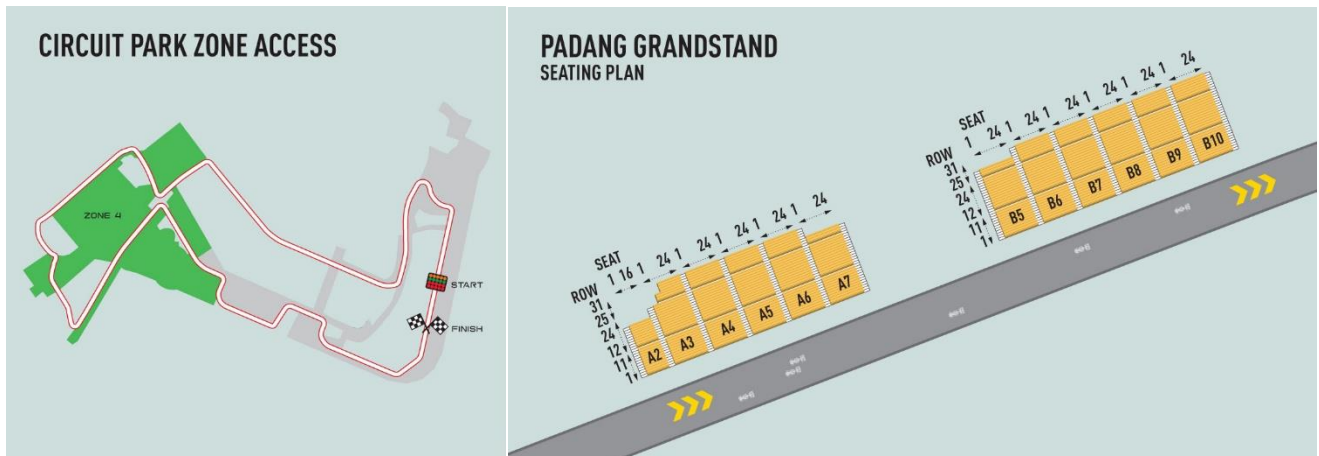 CIRCUIT PARK ZONE ACCESS
ZONE 4
START
FINISH
PADANG GRANDSTAND
SEATING PLAN
SEAT
1 16 1 24 1 24 1 24 1 24 1 24
ROW
31
25
24
12
11
1
A2 A3 A4 A5 A6 A7
SEAT
1 24 1 24 1 24 1 24 1 24 1 24
ROW
31
25
24
12
11
1
B5 B6 B7 B8 B9 B10